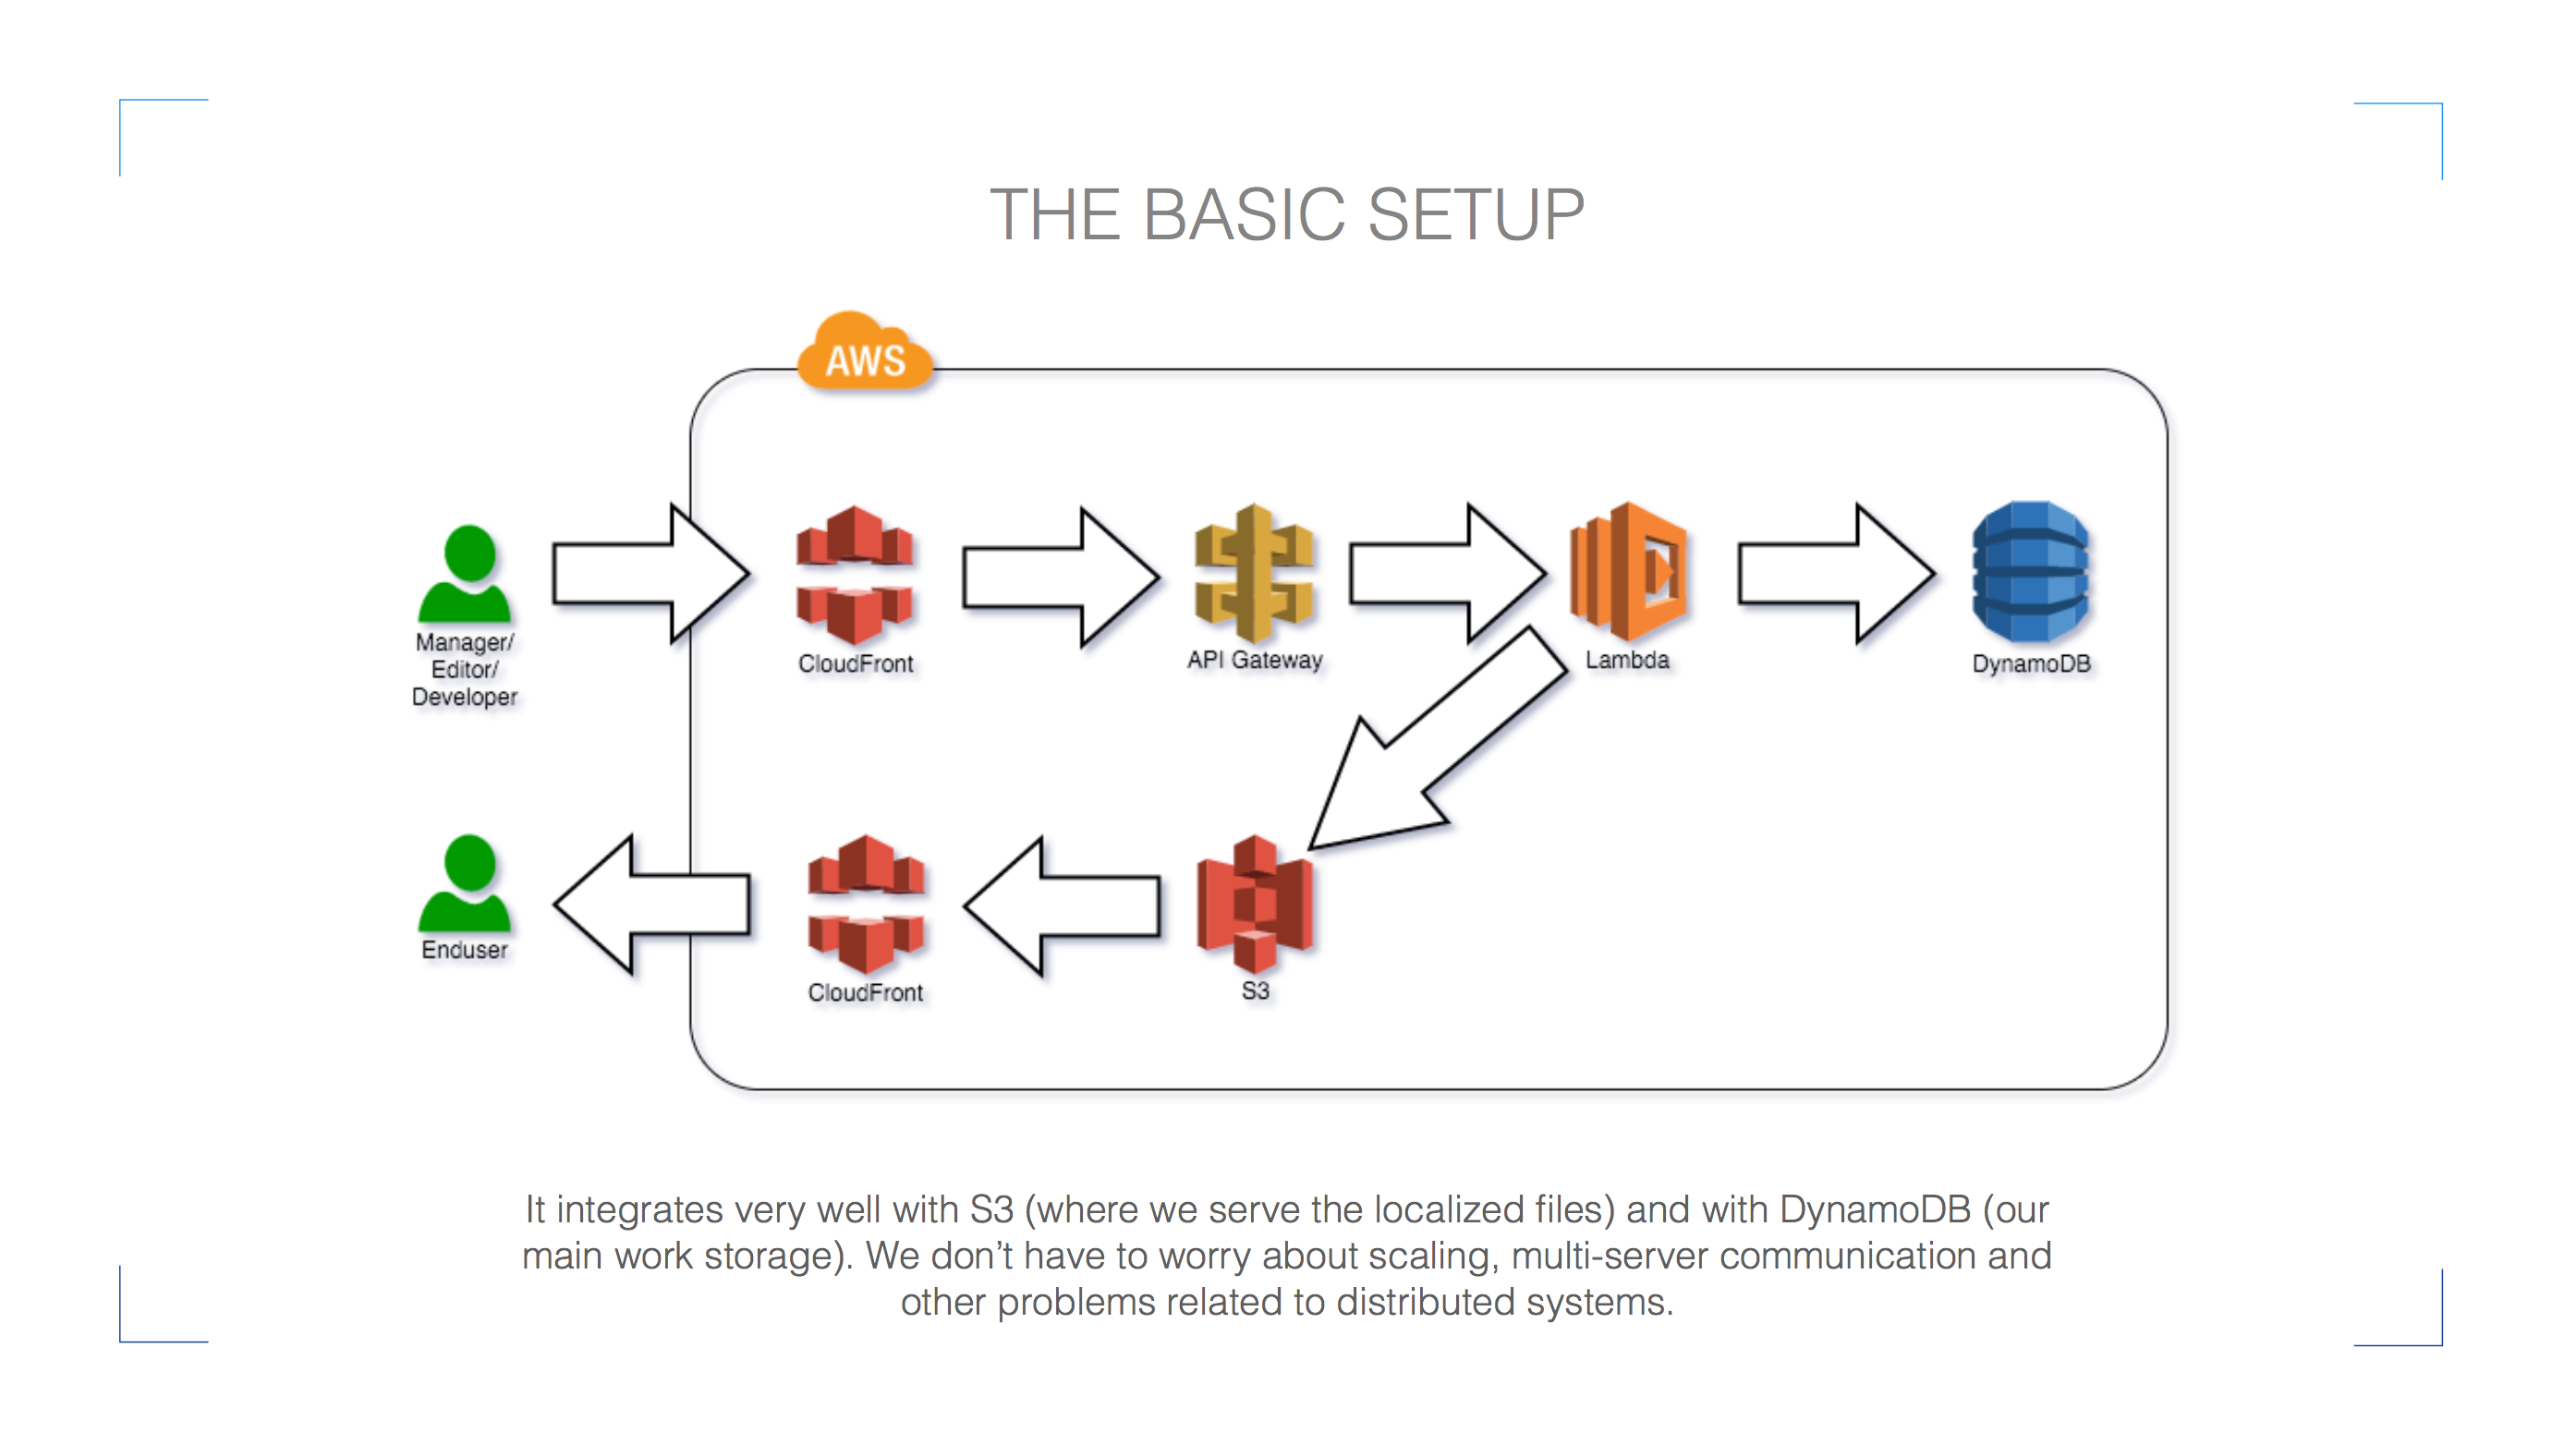 THE BASIC SETUP
AWS
Manager/
Editor/
Developer
CloudFront
API Gateway
Lambda
DynamoDB
Enduser
CloudFront
S3
It integrates very well with S3 (where we serve the localized files) and with DynamoDB (our
main work storage). We don’t have to worry about scaling, multi-server communication and
other problems related to distributed systems.